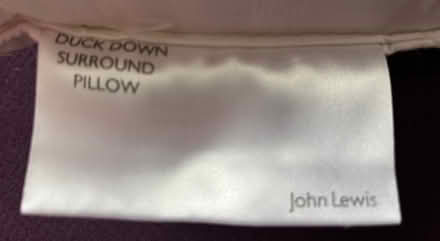 DUCK DOWN
SURROUND
PILLOW
John Lewis